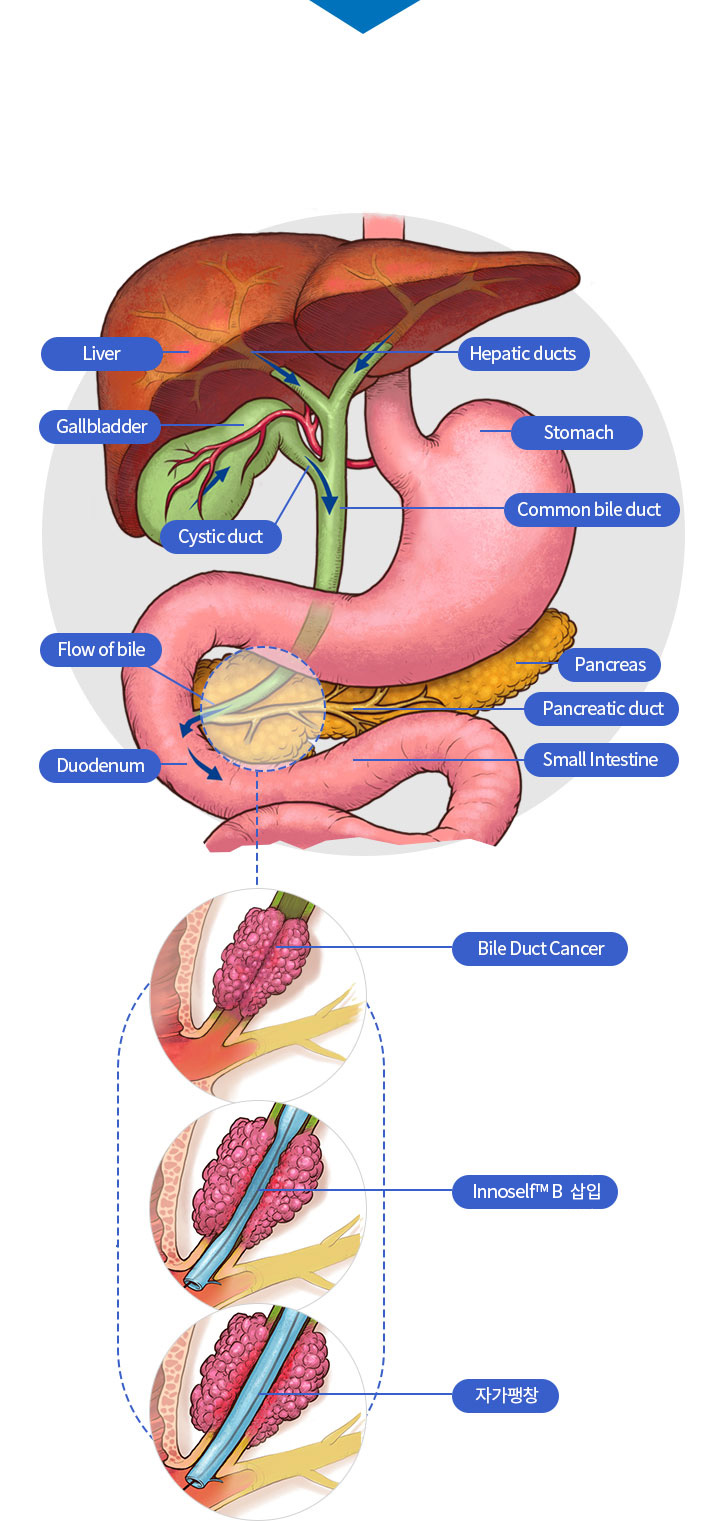 Liver
Hepatic ducts
Gallbladder
Stomach
Common bile duct
Cystic duct
Flow of bile
Pancreas
Pancreatic duct
Duodenum
Small Intestine
Bile Duct Cancer
Innoself™ B 삽입
자가팽창